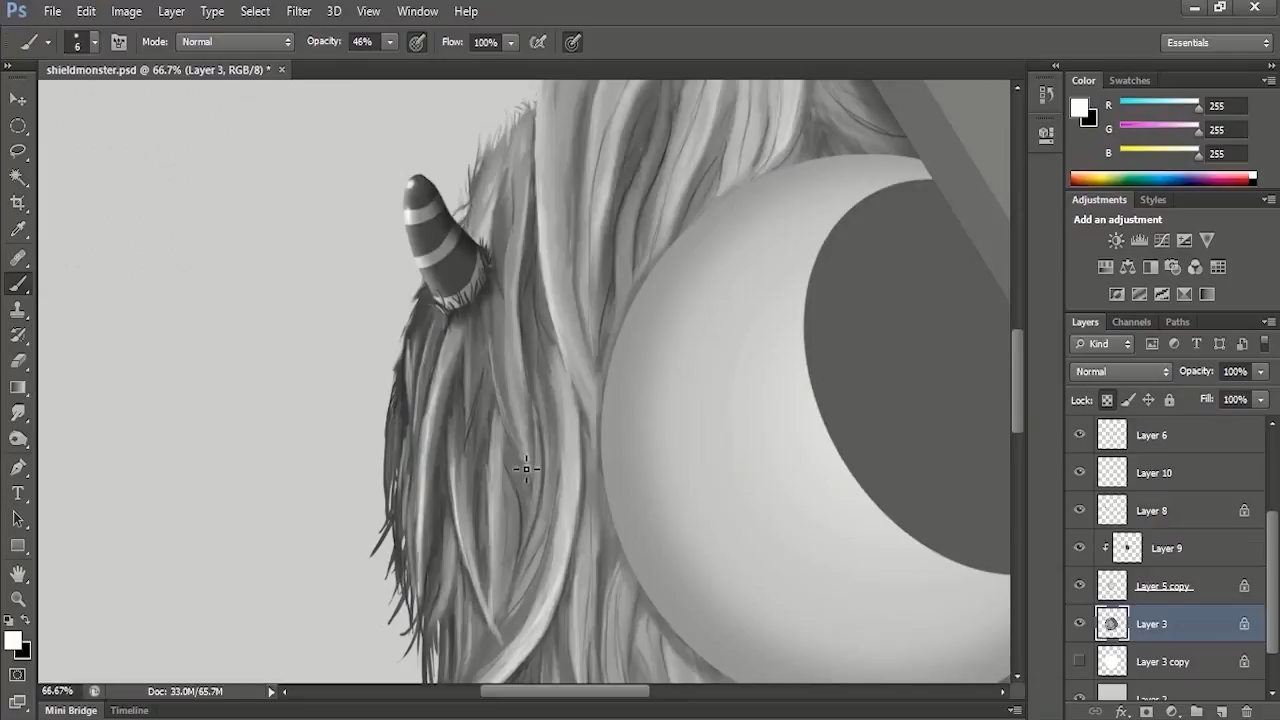 Ps File Edit Image Layer Type Select Filter 3D View Window Help
6 Mode: Normal Opacity: 46% Flow: 100% Essentials
shieldmonster.psd @ 66.7% (Layer 3, RGB/8) * ×
Color Swatches
R 255
G 255
B 255
Adjustments Styles
Add an adjustment
Layers Channels Paths
Kind
Normal Opacity: 100%
Lock: Fill: 100%
Layer 6
Layer 10
Layer 8
Layer 9
Layer 5 copy
Layer 3
Layer 3 copy
66.67% Doc: 33.0M/65.7M
Mini Bridge Timeline